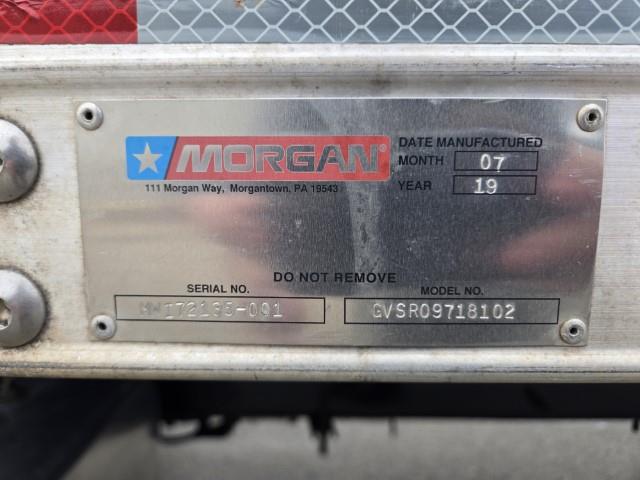 MORGAN®
111 Morgan Way, Morgantown, PA 19543
DATE MANUFACTURED
MONTH 07
YEAR 19
DO NOT REMOVE
SERIAL NO.
MODEL NO.
GVSR09718102